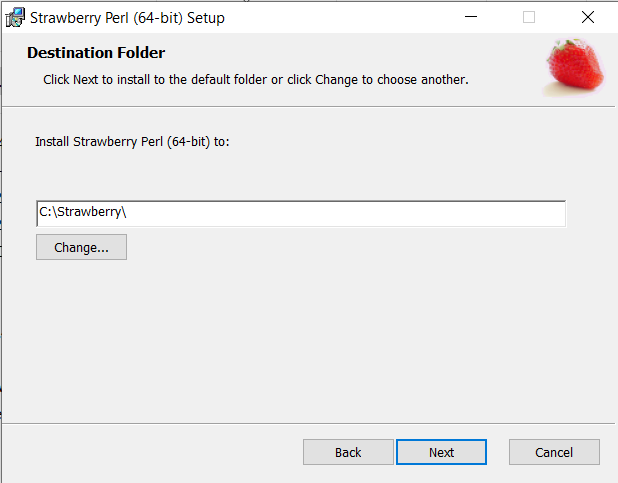 Strawberry Perl (64-bit) Setup
Destination Folder
Click Next to install to the default folder or click Change to choose another.
Install Strawberry Perl (64-bit) to:
C:\Strawberry\
Change...
Back Next Cancel